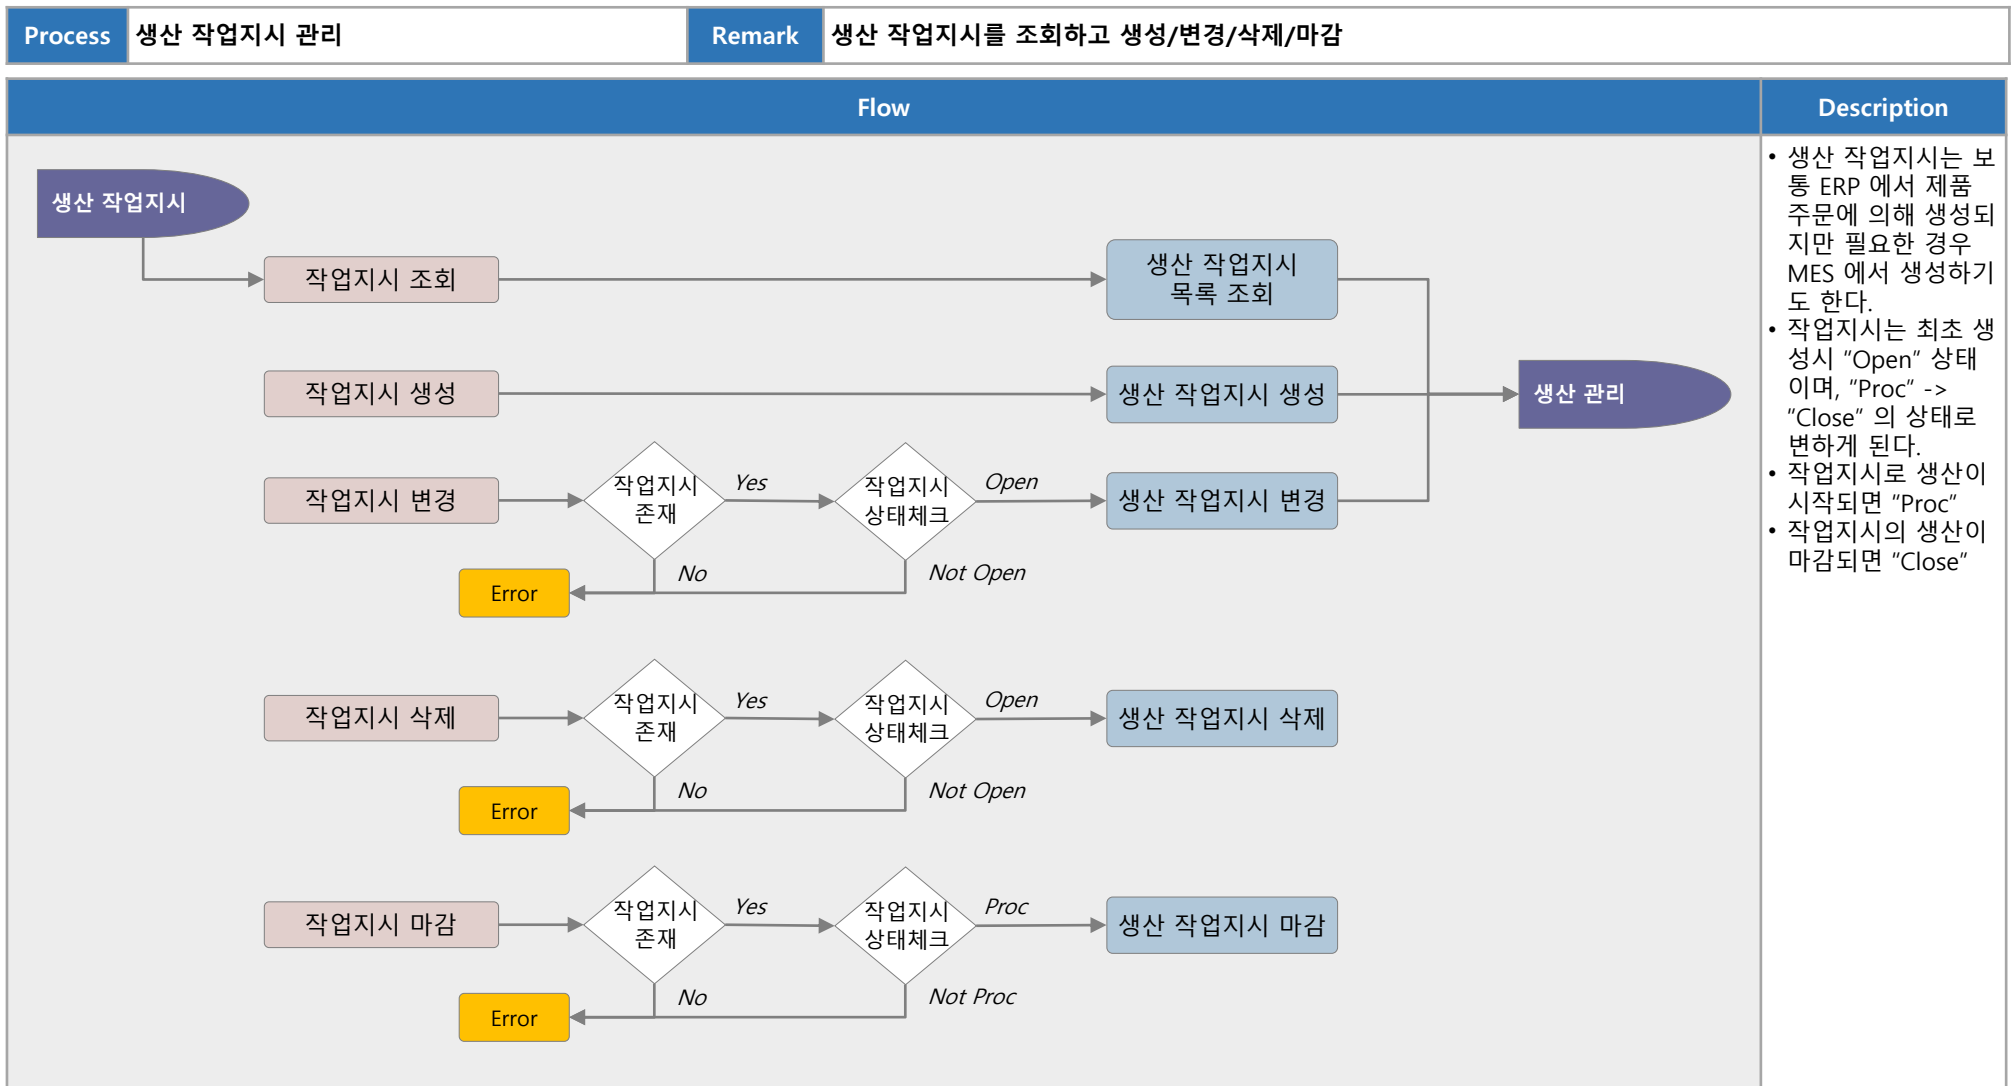 Process
생산 작업지시 관리
Remark
생산 작업지시를 조회하고 생성/변경/삭제/마감
Flow
Description
생산 작업지시
작업지시 조회
생산 작업지시
목록 조회
작업지시 생성
생산 작업지시 생성
생산 관리
작업지시 변경
작업지시
존재
Yes
작업지시
상태체크
Open
생산 작업지시 변경
No
Not Open
Error
작업지시 삭제
작업지시
존재
Yes
작업지시
상태체크
Open
생산 작업지시 삭제
No
Not Open
Error
작업지시 마감
작업지시
존재
Yes
작업지시
상태체크
Proc
생산 작업지시 마감
No
Not Proc
Error
• 생산 작업지시는 보
통 ERP 에서 제품
주문에 의해 생성되
지만 필요한 경우
MES 에서 생성하기
도 한다.
• 작업지시는 최초 생
성시 “Open” 상태
이며, “Proc” ->
“Close” 의 상태로
변하게 된다.
• 작업지시로 생산이
시작되면 “Proc”
• 작업지시의 생산이
마감되면 “Close”